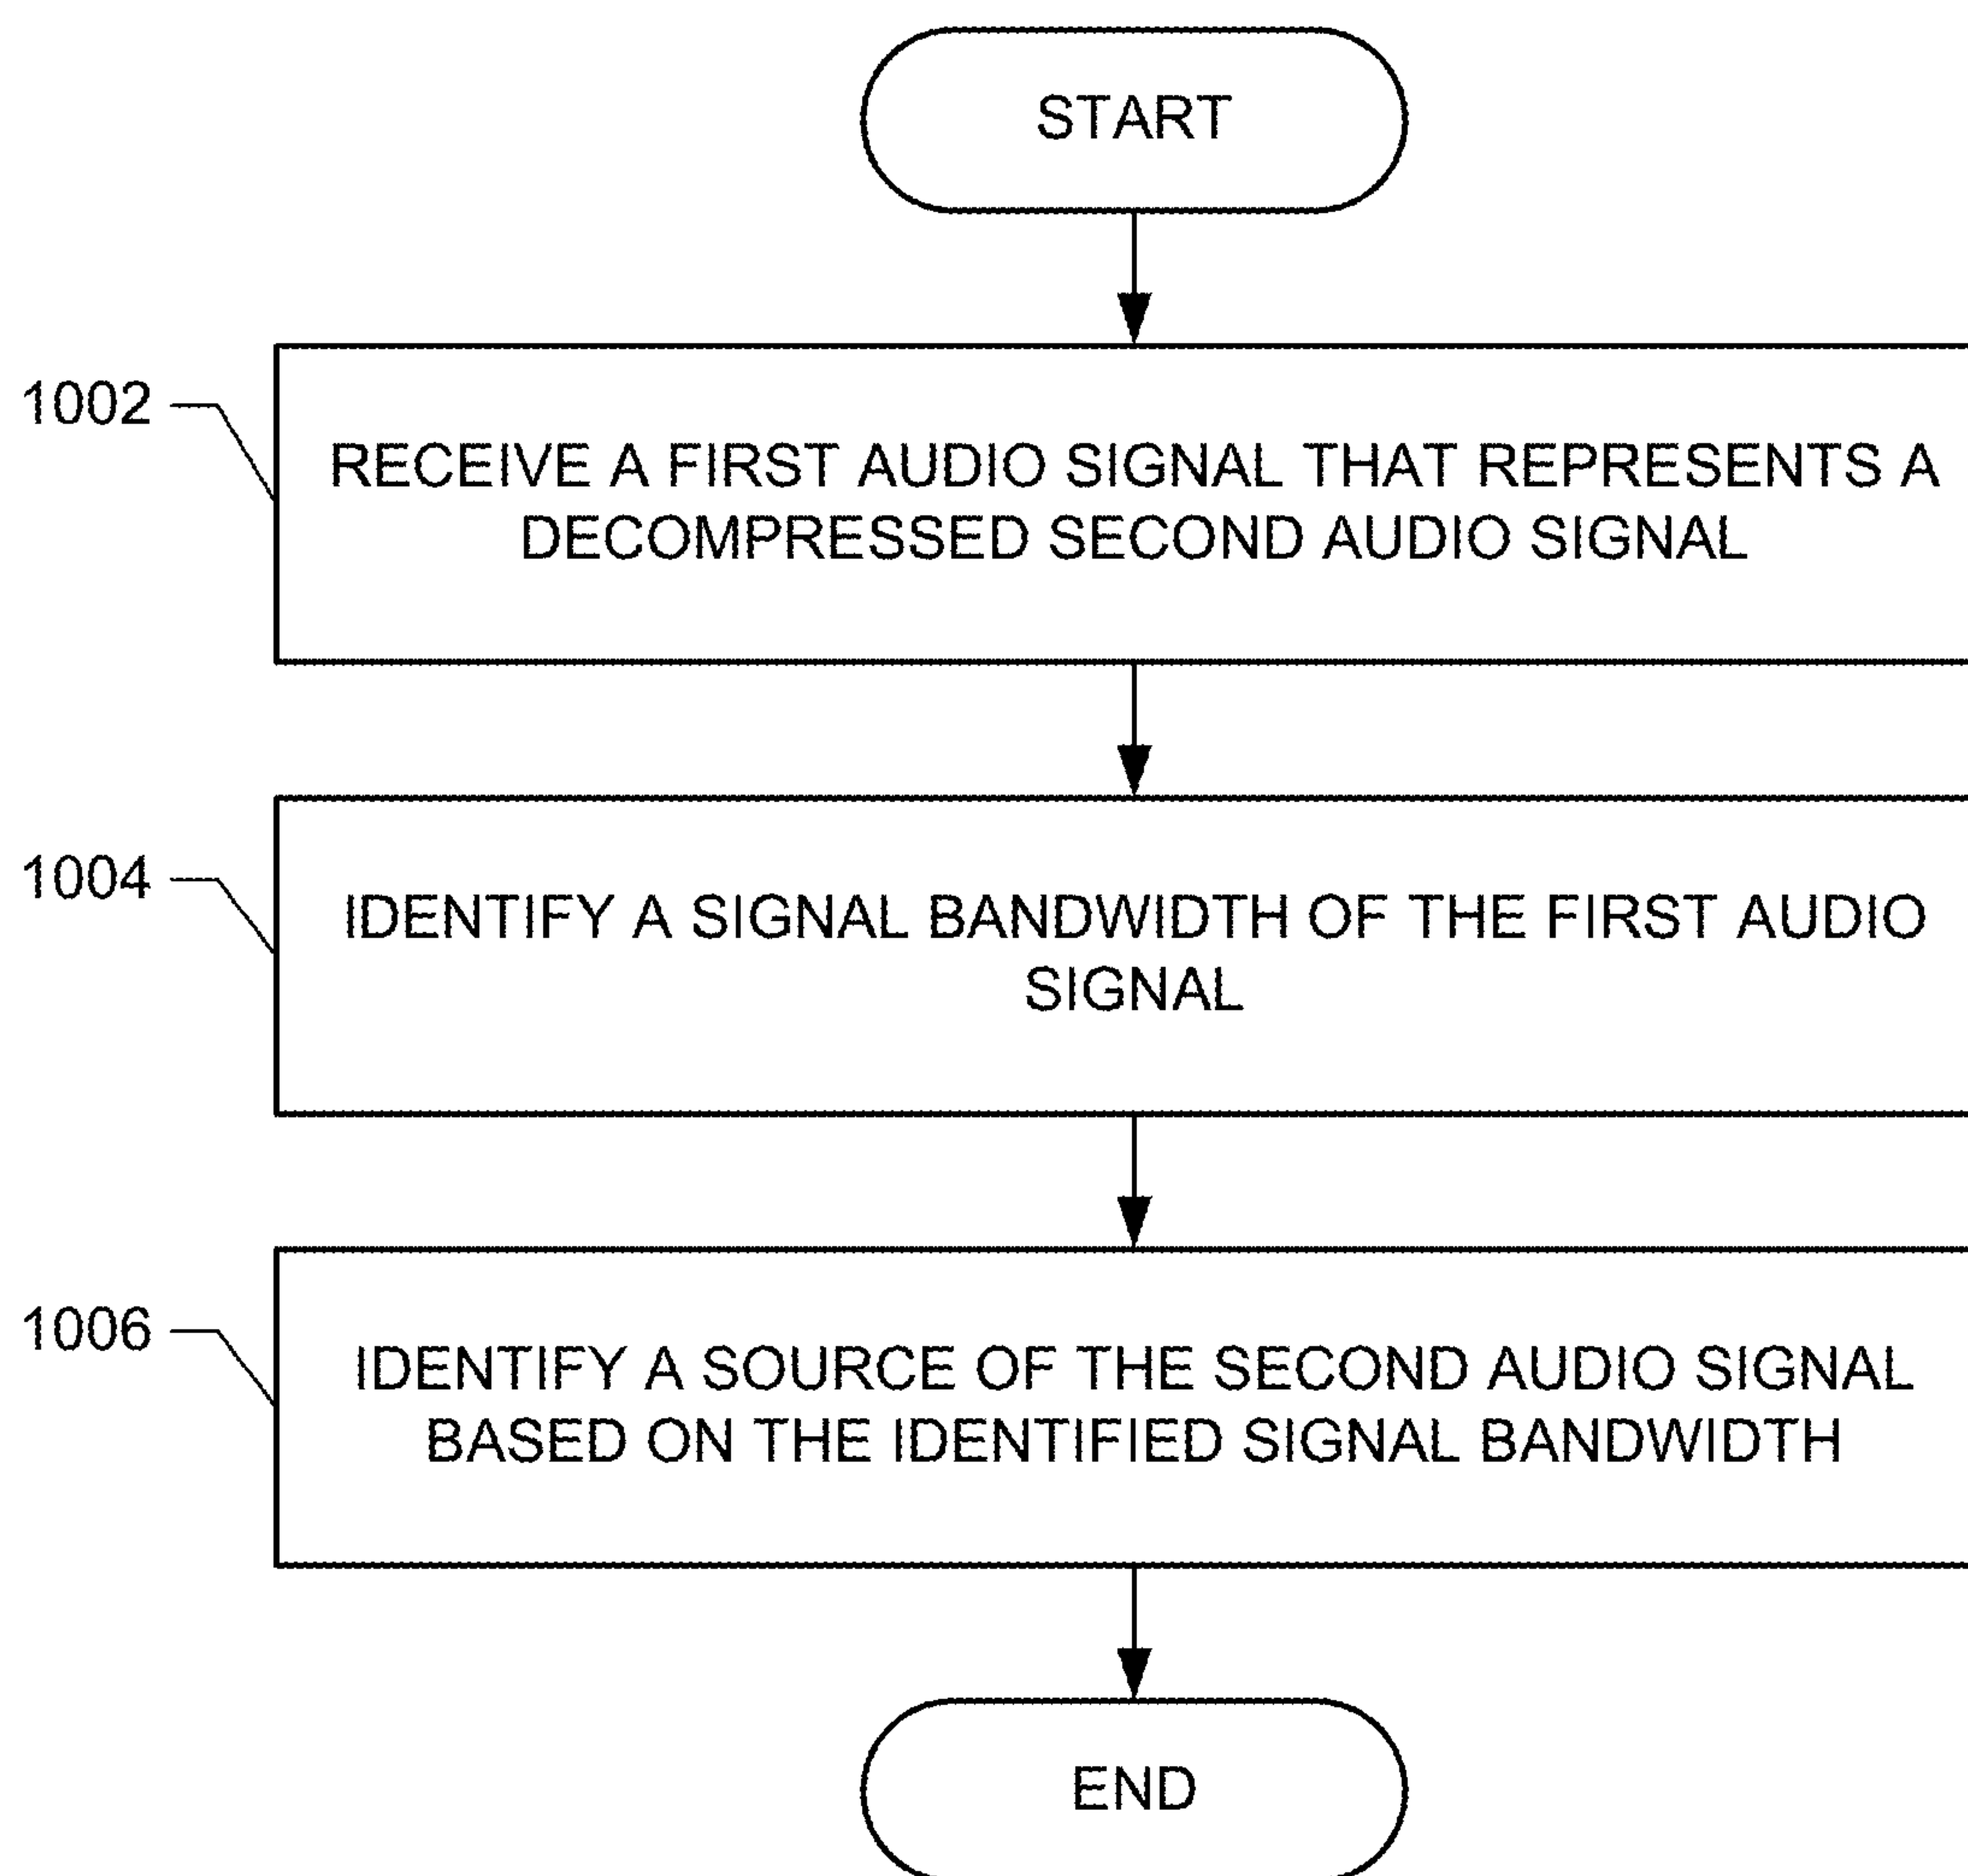 START
1002
RECEIVE A FIRST AUDIO SIGNAL THAT REPRESENTS A
DECOMPRESSED SECOND AUDIO SIGNAL
1004
IDENTIFY A SIGNAL BANDWIDTH OF THE FIRST AUDIO
SIGNAL
1006
IDENTIFY A SOURCE OF THE SECOND AUDIO SIGNAL
BASED ON THE IDENTIFIED SIGNAL BANDWIDTH
END